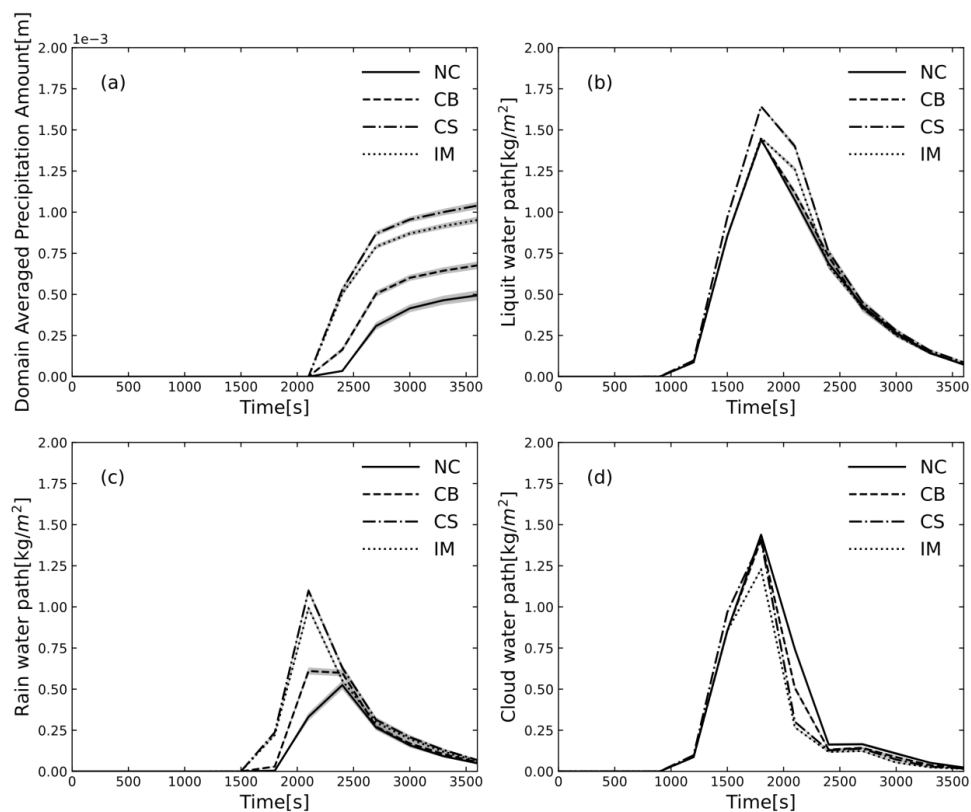 1e−3
Domain Averaged Precipitation Amount[m]
2.00
1.75
1.50
1.25
1.00
0.75
0.50
0.25
0.00
(a)
NC
CB
CS
IM
0 500 1000 1500 2000 2500 3000 3500
Time[s]
Liquit water path[kg/m²]
2.00
1.75
1.50
1.25
1.00
0.75
0.50
0.25
0.00
(b)
NC
CB
CS
IM
0 500 1000 1500 2000 2500 3000 3500
Time[s]
Rain water path[kg/m²]
2.00
1.75
1.50
1.25
1.00
0.75
0.50
0.25
0.00
(c)
NC
CB
CS
IM
0 500 1000 1500 2000 2500 3000 3500
Time[s]
Cloud water path[kg/m²]
2.00
1.75
1.50
1.25
1.00
0.75
0.50
0.25
0.00
(d)
NC
CB
CS
IM
0 500 1000 1500 2000 2500 3000 3500
Time[s]